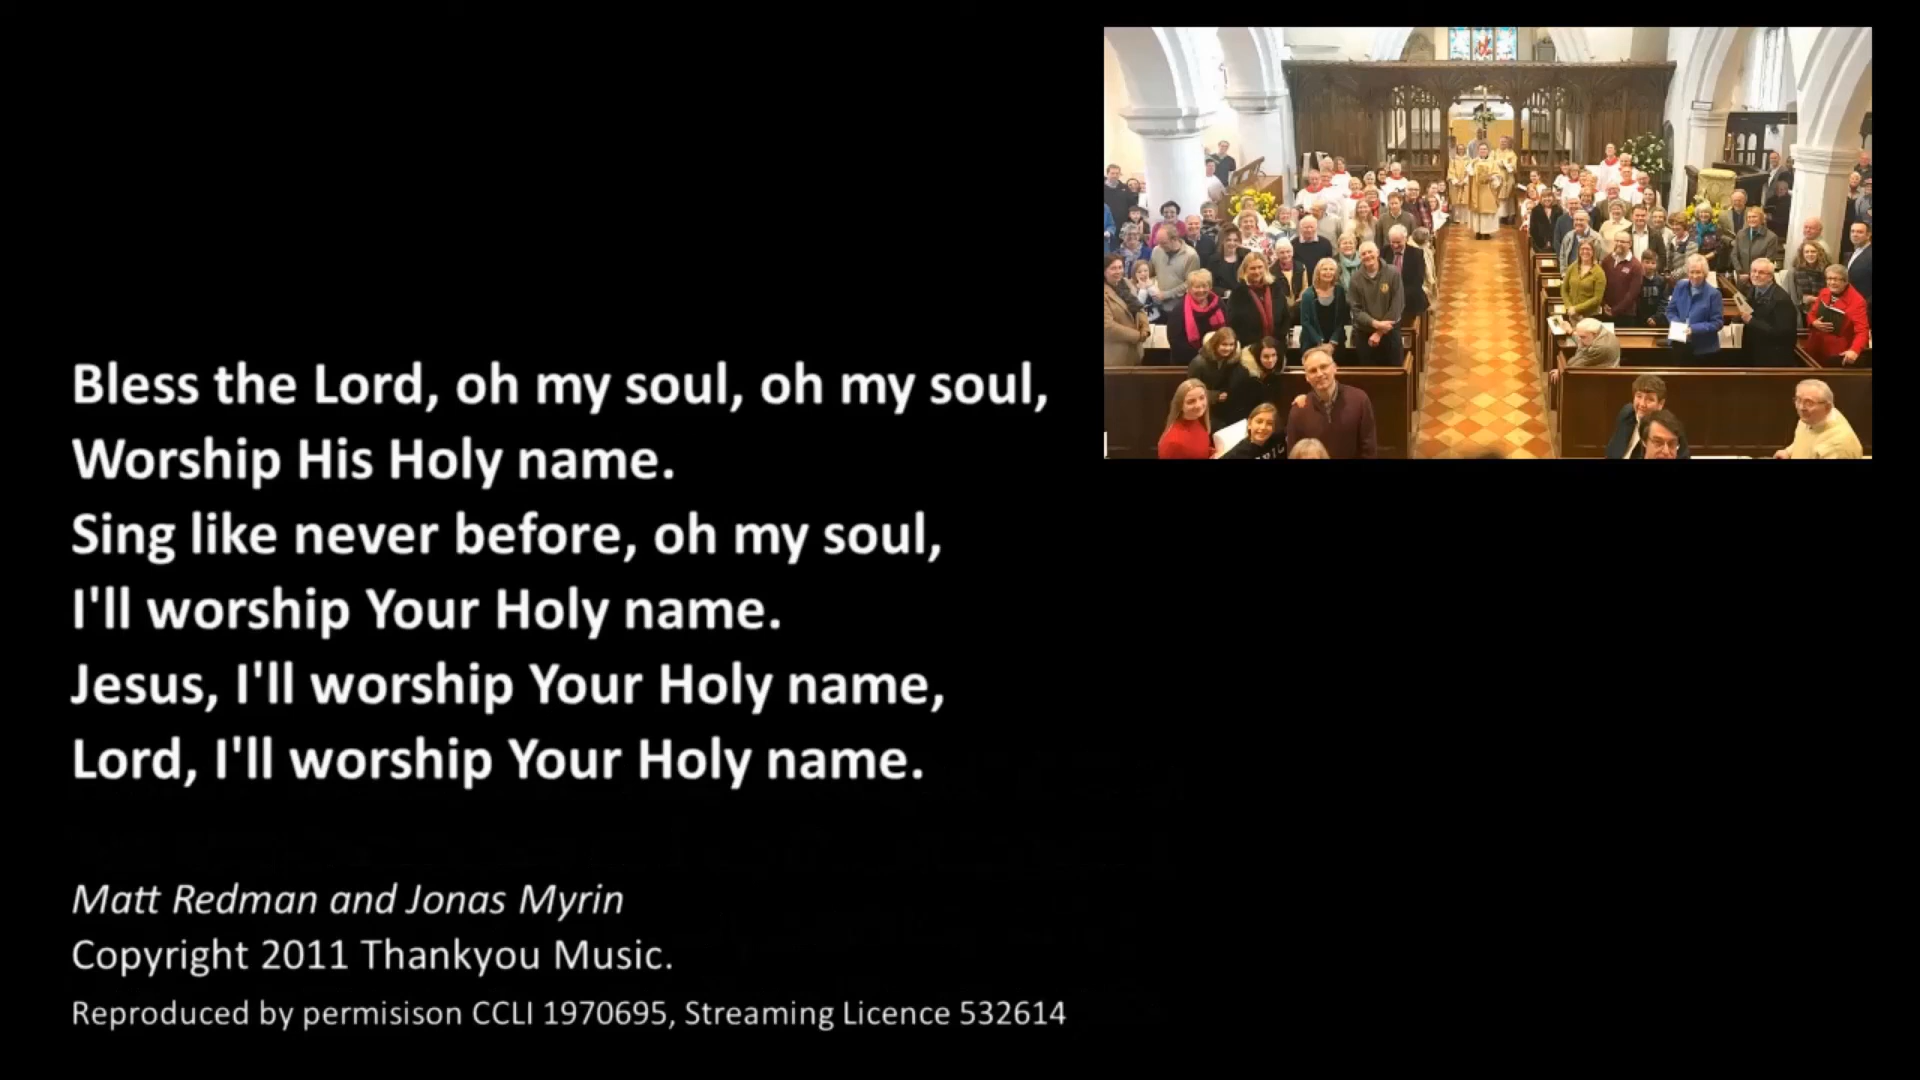 Bless the Lord, oh my soul, oh my soul,
Worship His Holy name.
Sing like never before, oh my soul,
I'll worship Your Holy name.
Jesus, I'll worship Your Holy name,
Lord, I'll worship Your Holy name.
Matt Redman and Jonas Myrin
Copyright 2011 Thankyou Music.
Reproduced by permisison CCLI 1970695, Streaming Licence 532614